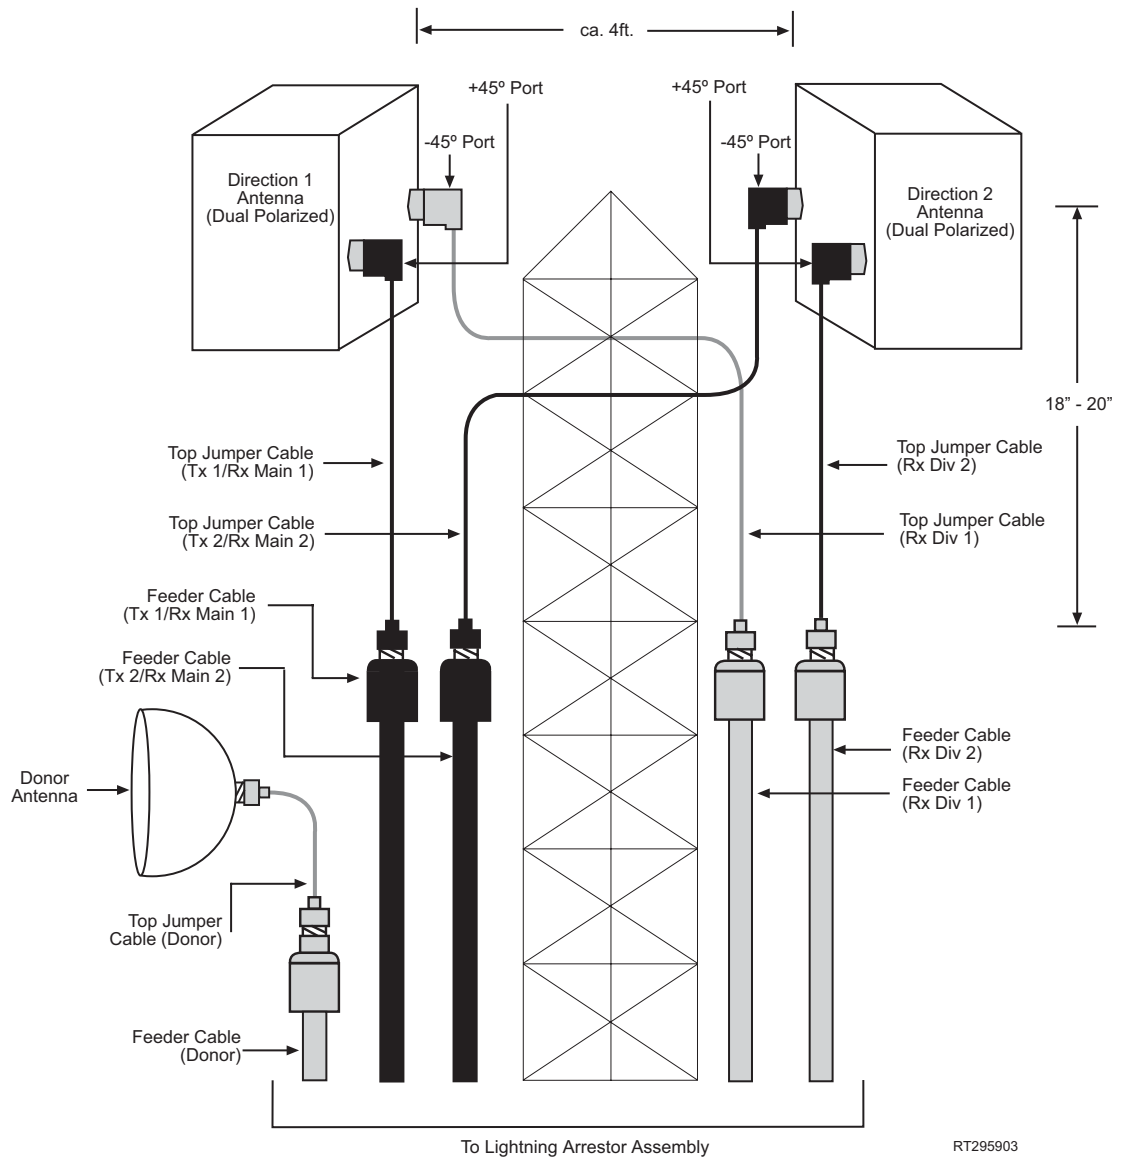 ca. 4ft.
+45º Port
+45º Port
-45º Port
-45º Port
Direction 1
Antenna
(Dual Polarized)
Direction 2
Antenna
(Dual Polarized)
18” - 20”
Top Jumper Cable
(Tx 1/Rx Main 1)
Top Jumper Cable
(Rx Div 2)
Top Jumper Cable
(Tx 2/Rx Main 2)
Top Jumper Cable
(Rx Div 1)
Feeder Cable
(Tx 1/Rx Main 1)
Feeder Cable
(Tx 2/Rx Main 2)
Feeder Cable
(Rx Div 2)
Donor
Antenna
Feeder Cable
(Rx Div 1)
Top Jumper
Cable (Donor)
Feeder Cable
(Donor)
To Lightning Arrestor Assembly
RT295903